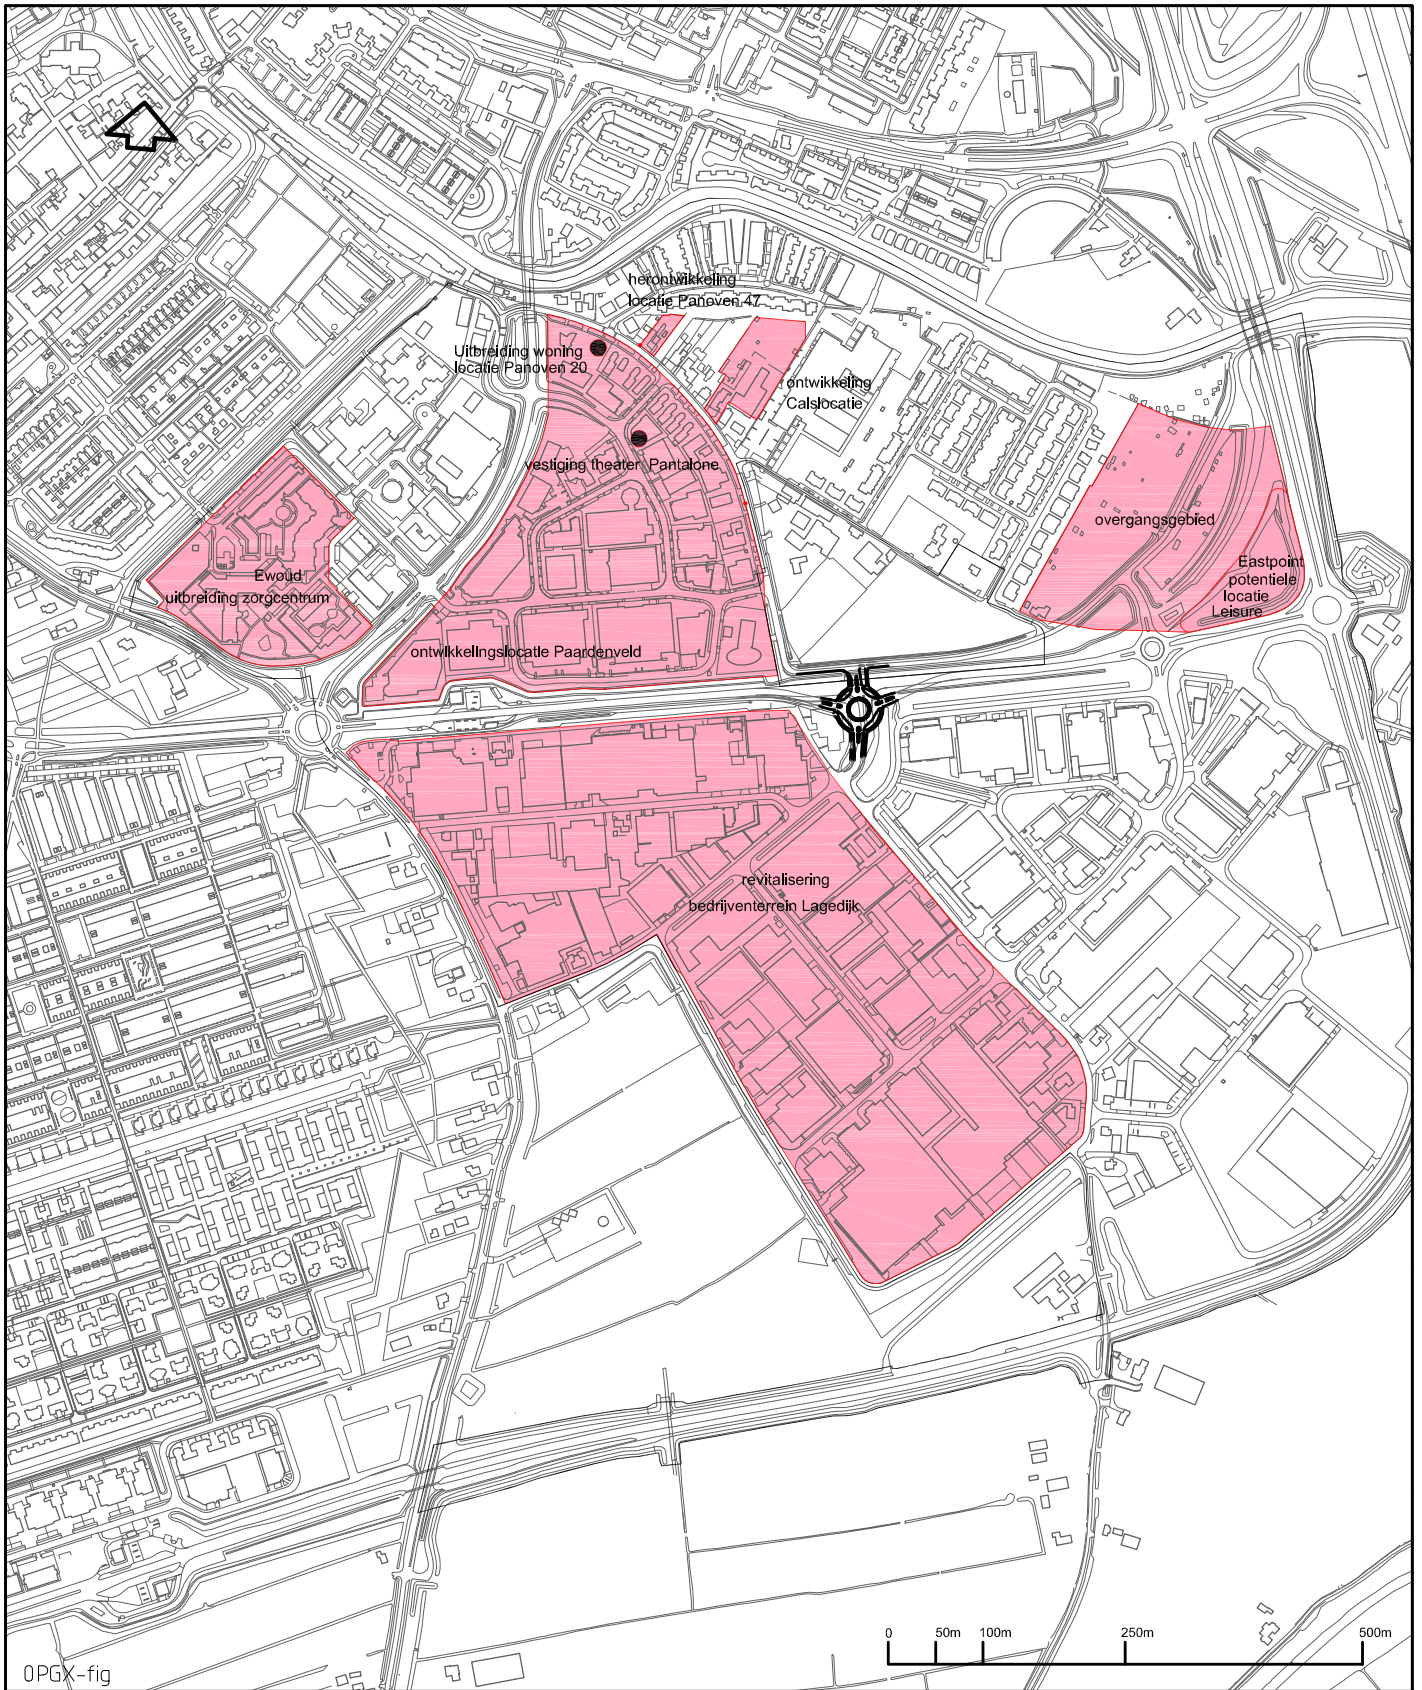 herontwikkeling
locatie Panoven 47
Uitbreiding woning
locatie Panoven 20
ontwikkeling
Calslocatie
vestiging theater Pantalone
overgangsgebied
Eastpoint
potentiele
locatie
Leisure
Ewoud
uitbreiding zorgcentrum
ontwikkelingslocatie Paardenveld
revitalisering
bedrijventerrein Lagedijk
0 50m 100m 250m 500m
OPGX-fig